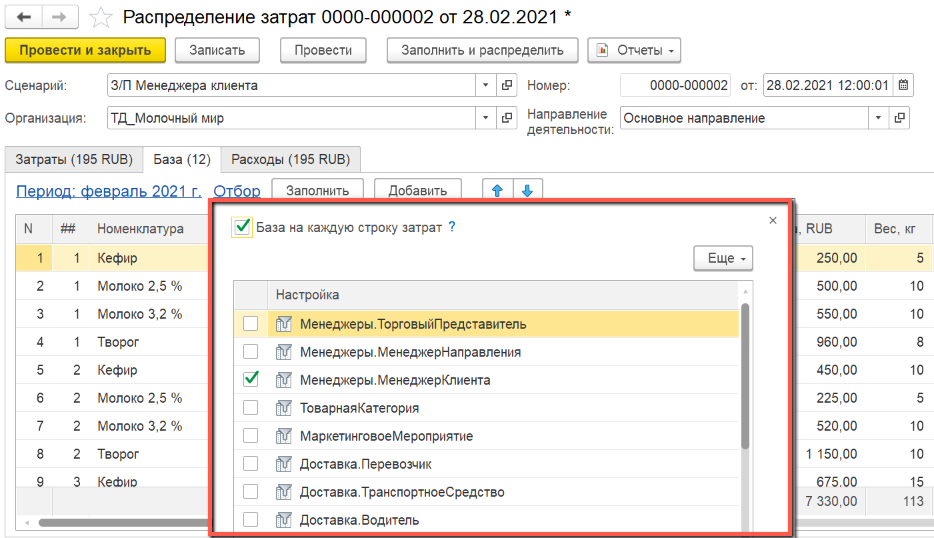 Распределение затрат 0000-000002 от 28.02.2021 *
Провести и закрыть Записать Провести Заполнить и распределить Отчеты
Сценарий: З/П Менеджера клиента Номер: 0000-000002 от: 28.02.2021 12:00:01
Организация: ТД_Молочный мир Направление деятельности: Основное направление
Затраты (195 RUB) База (12) Расходы (195 RUB)
Период: февраль 2021 г. Отбор Заполнить Добавить
База на каждую строку затрат ?
Еще
Настройка
Менеджеры.ТорговыйПредставитель
Менеджеры.МенеджерНаправления
Менеджеры.МенеджерКлиента
ТоварнаяКатегория
МаркетинговоеМероприятие
Доставка.Перевозчик
Доставка.ТранспортноеСредство
Доставка.Водитель
N ## Номенклатура , RUB Вес, кг
1 1 Кефир 250,00 5
2 1 Молоко 2,5 % 500,00 10
3 1 Молоко 3,2 % 550,00 10
4 1 Творог 960,00 8
5 2 Кефир 450,00 10
6 2 Молоко 2,5 % 225,00 5
7 2 Молоко 3,2 % 520,00 10
8 2 Творог 1 150,00 10
9 3 Кефир 675,00 15
7 330,00 113